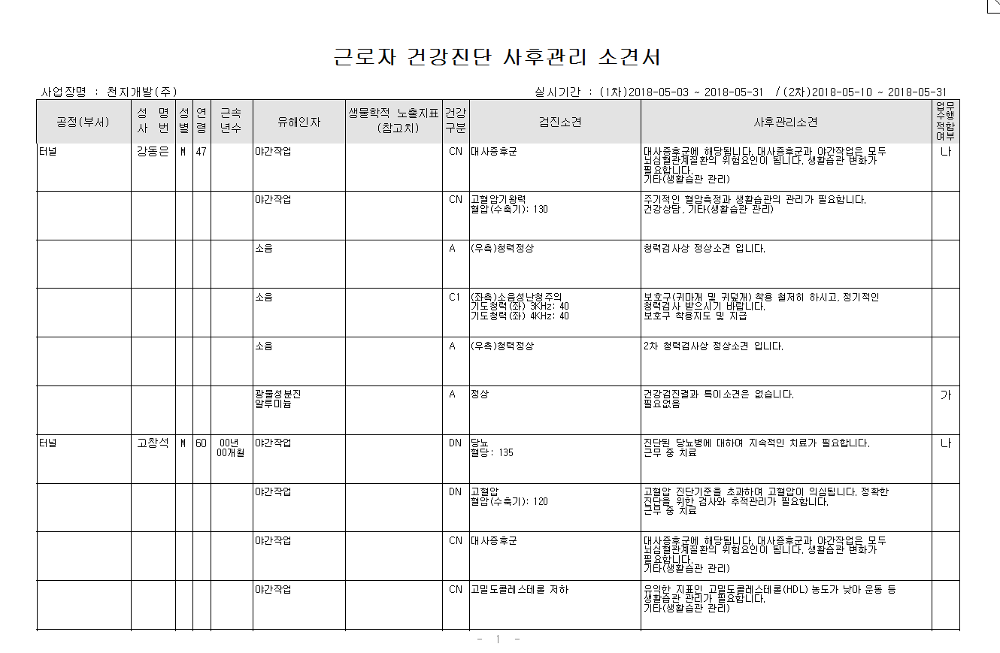 근로자 건강진단 사후관리 소견서
사업장명 : 천지개발(주)
실시기간 : (1차)2018-05-03 ~ 2018-05-31 /(2차)2018-05-10 ~ 2018-05-31
공정(부서) 성 명 사 번 성별 연령 근속년수 유해인자 생물학적 노출지표(참고치) 건강구분 검진소견 사후관리소견 업무수행적합여부
터널 강동은 M 47 야간작업 CN 대사증후군 대사증후군에 해당됩니다. 대사증후군과 야간작업은 모두 나
뇌심혈관계질환의 위험요인이 됩니다. 생활습관 변화가
필요합니다.
기타(생활습관 관리)
야간작업 CN 고혈압기왕력 주기적인 혈압측정과 생활습관의 관리가 필요합니다.
혈압(수축기): 130 건강상담, 기타(생활습관 관리)
소음 A (우측)청력정상 청력검사상 정상소견 입니다.
소음 C1 (좌측)소음성난청주의 보호구(귀마개 및 귀덮개) 착용 철저히 하시고, 정기적인
기도청력(좌) 3KHz: 40 청력검사 받으시기 바랍니다.
기도청력(좌) 4KHz: 40 보호구 착용지도 및 지급
소음 A (우측)청력정상 2차 청력검사상 정상소견 입니다.
광물성분진 A 정상 건강검진결과 특이소견은 없습니다. 가
알루미늄 필요없음
터널 고창석 M 60 00년 야간작업 DN 당뇨 진단된 당뇨병에 대하여 지속적인 치료가 필요합니다. 나
00개월 혈당: 135 근무 중 치료
야간작업 DN 고혈압 고혈압 진단기준을 초과하여 고혈압이 의심됩니다. 정확한
혈압(수축기): 120 진단을 위한 검사와 추적관리가 필요합니다.
근무 중 치료
야간작업 CN 대사증후군 대사증후군에 해당됩니다. 대사증후군과 야간작업은 모두
뇌심혈관계질환의 위험요인이 됩니다. 생활습관 변화가
필요합니다.
기타(생활습관 관리)
야간작업 CN 고밀도콜레스테롤 저하 유익한 지표인 고밀도콜레스테롤(HDL) 농도가 낮아 운동 등
생활습관 관리가 필요합니다.
기타(생활습관 관리)
- 1 -